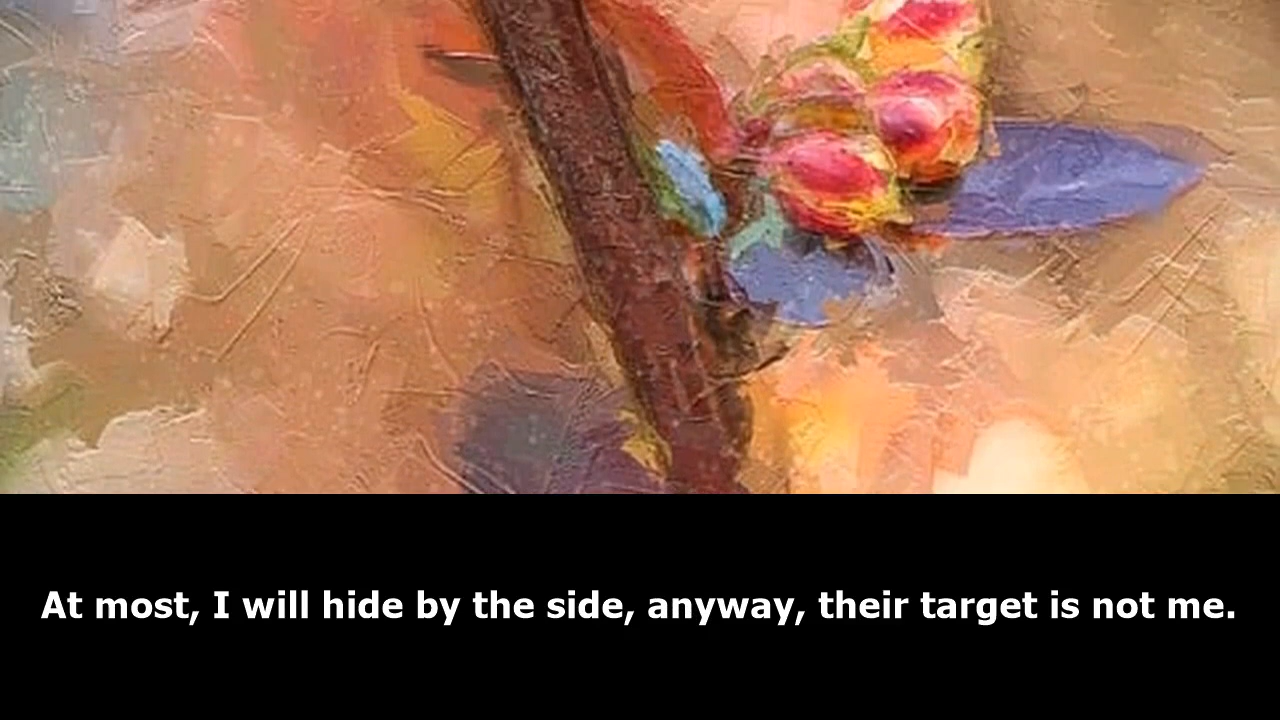 At most, I will hide by the side, anyway, their target is not me.